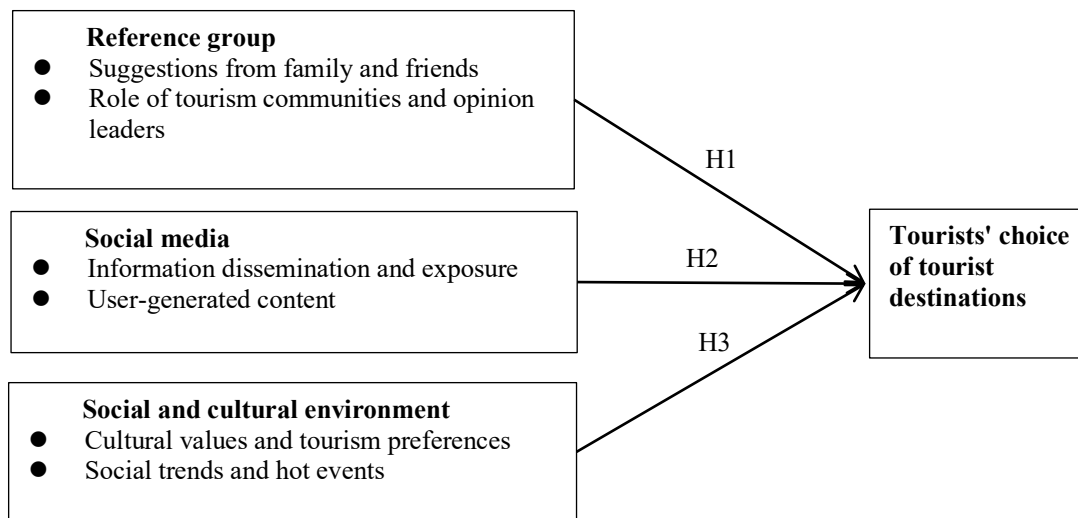 Reference group
● Suggestions from family and friends
● Role of tourism communities and opinion
leaders
H1
Social media
● Information dissemination and exposure
● User-generated content
H2
Tourists' choice
of tourist
destinations
H3
Social and cultural environment
● Cultural values and tourism preferences
● Social trends and hot events